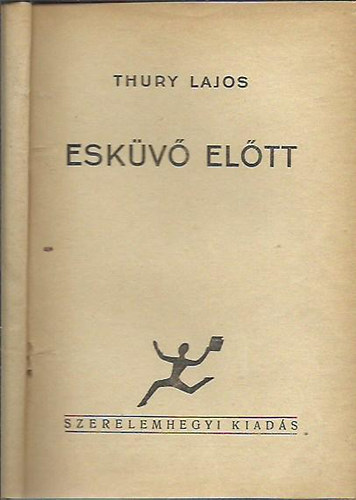 THURY LAJOS
ESKÜVŐ ELŐTT
SZERELEMHEGYI KIADÁS